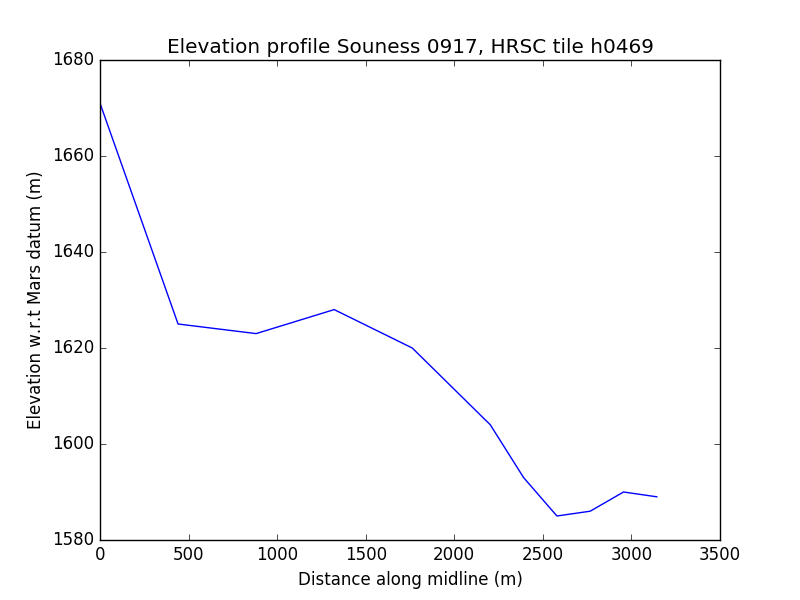 Elevation profile Souness 0917, HRSC tile h0469
1680
1660
1640
1620
1600
1580
Elevation w.r.t Mars datum (m)
0 500 1000 1500 2000 2500 3000 3500
Distance along midline (m)